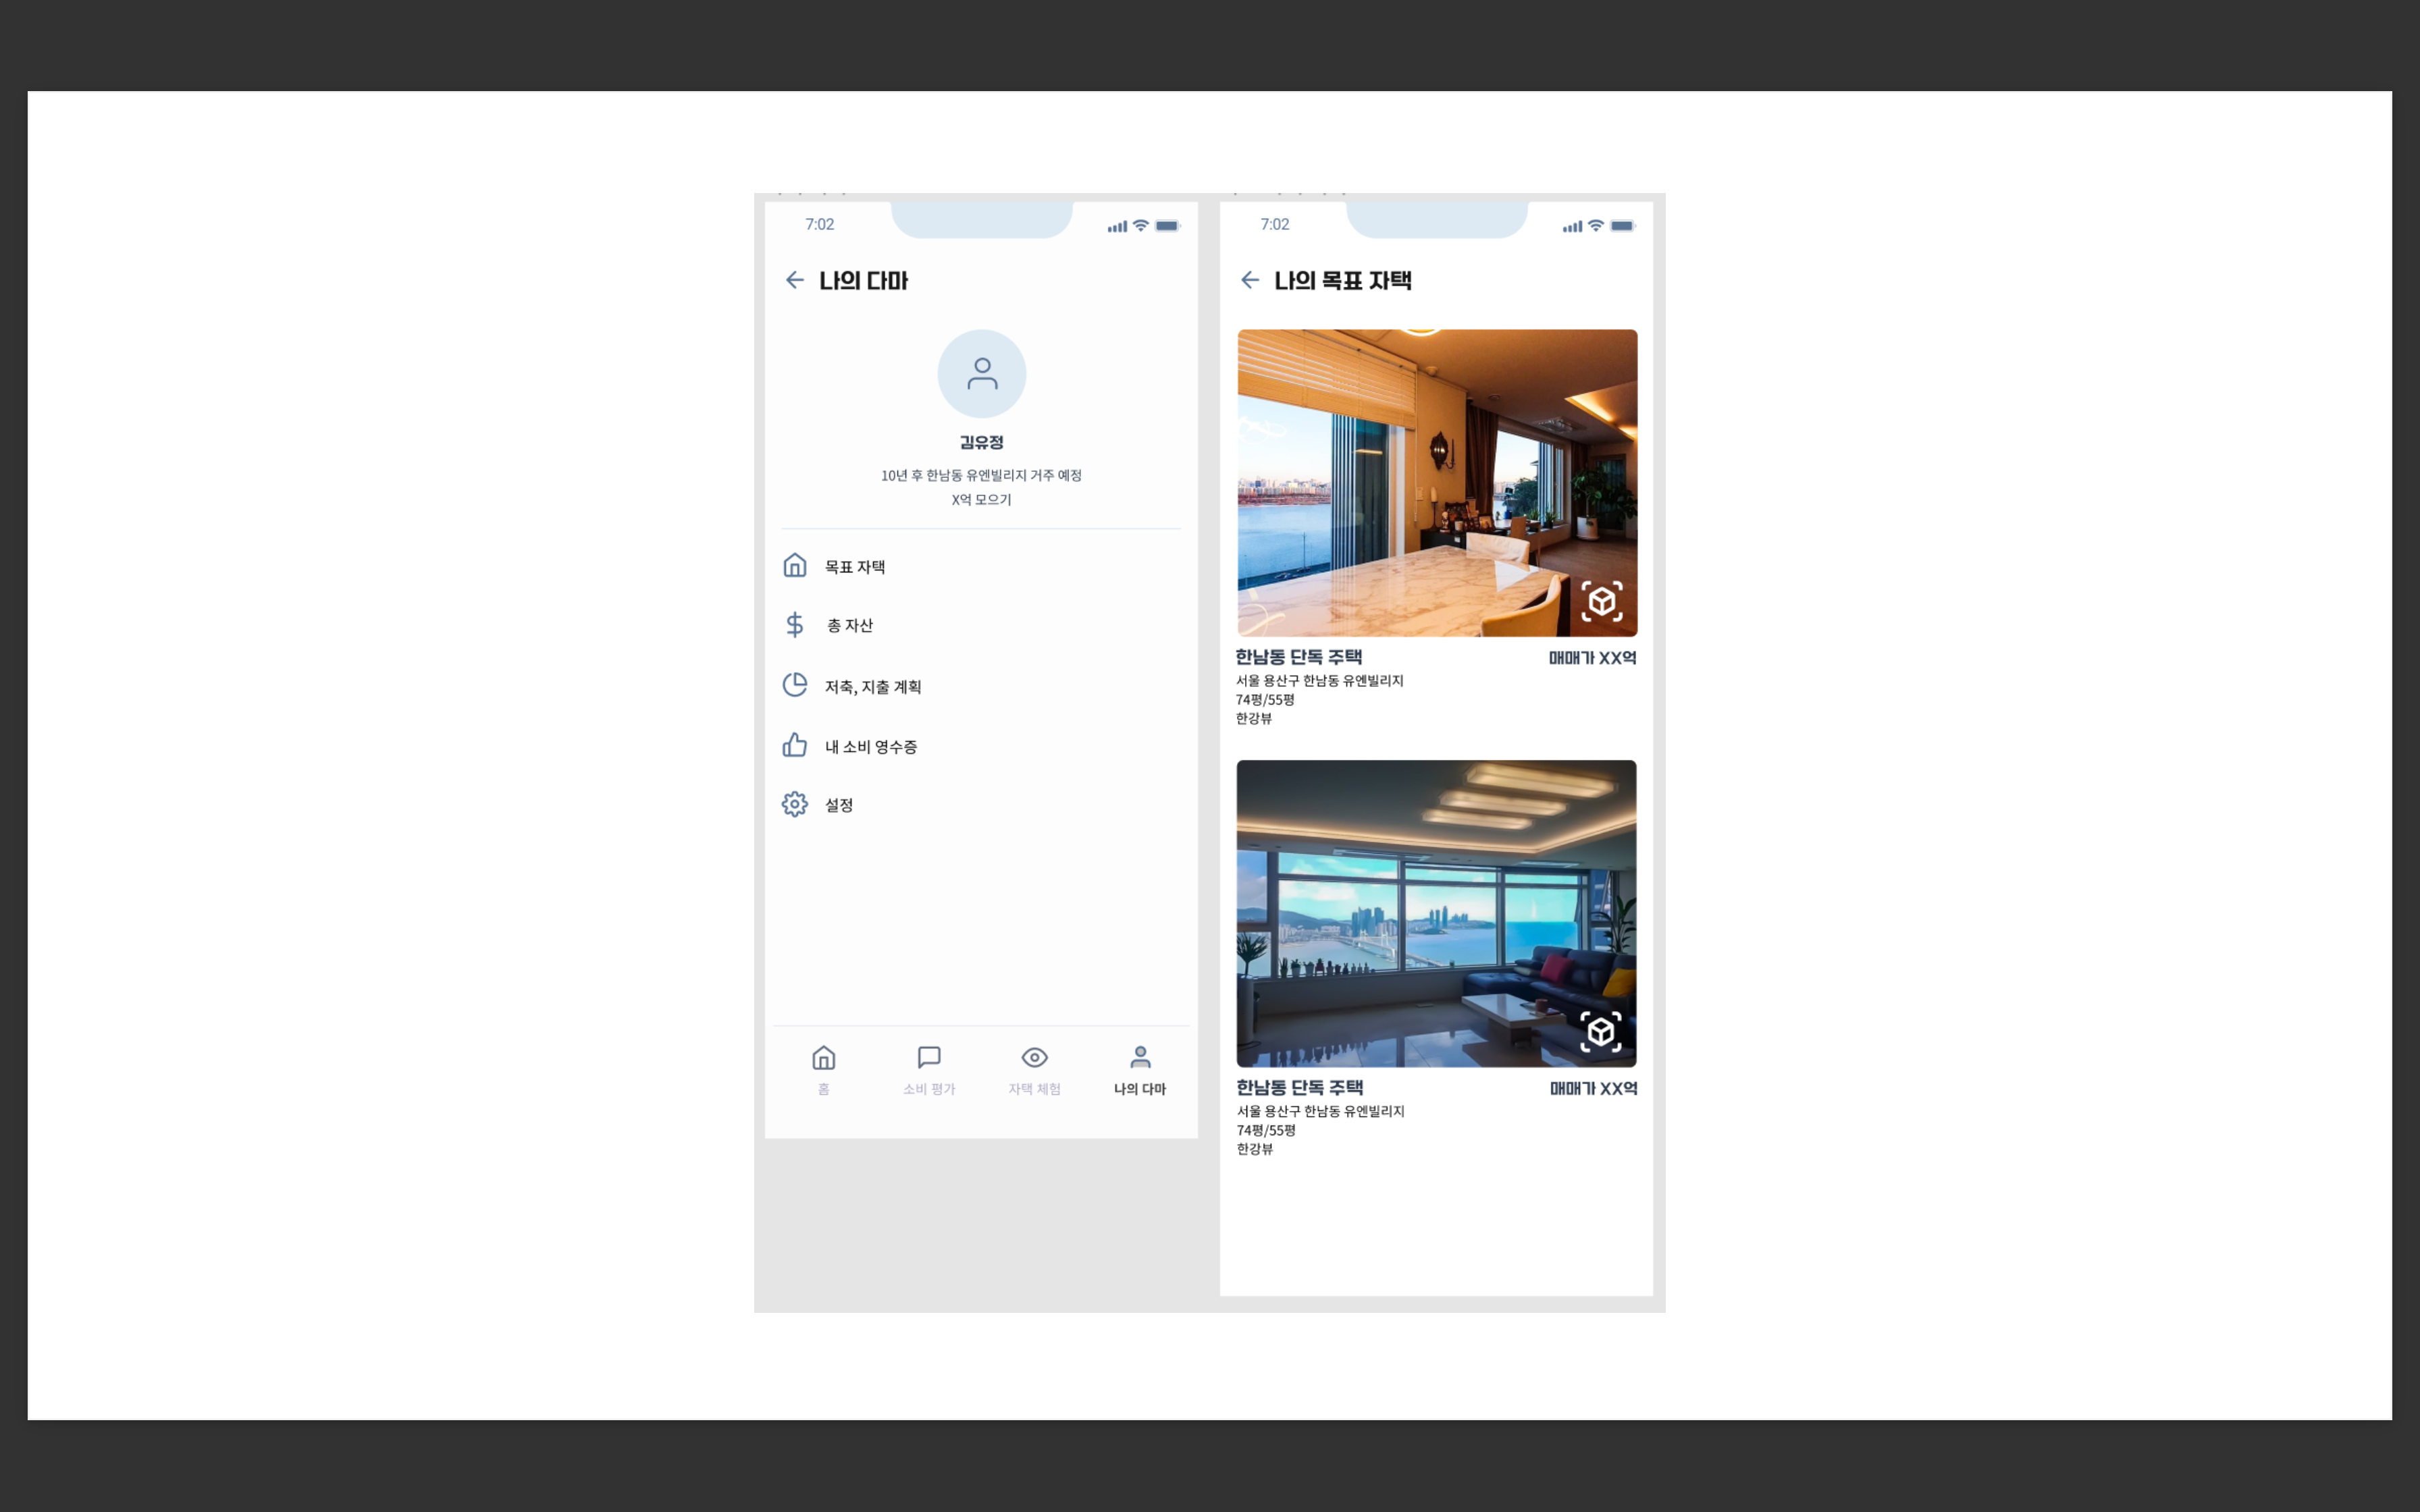 7:02
나의 다마
김유정
10년 후 한남동 유엔빌리지 거주 예정
X억 모으기
목표 자택
총 자산
저축, 지출 계획
내 소비 영수증
설정
홈
소비 평가
자택 체험
나의 다마
7:02
나의 목표 자택
한남동 단독 주택
매매가 XX억
서울 용산구 한남동 유엔빌리지
74평/55평
한강뷰
한남동 단독 주택
매매가 XX억
서울 용산구 한남동 유엔빌리지
74평/55평
한강뷰